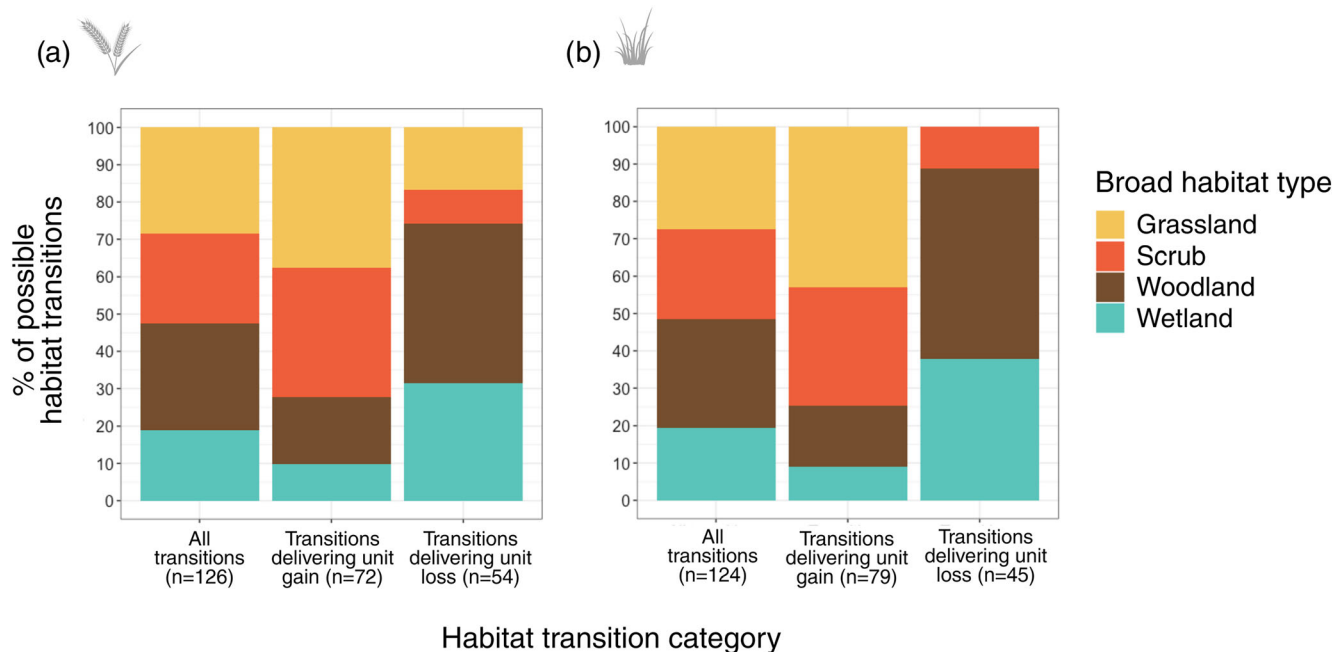 (a)
(b)
% of possible
habitat transitions
100
90
80
70
60
50
40
30
20
10
0
All
transitions
(n=126)
Transitions
delivering unit
gain (n=72)
Transitions
delivering unit
loss (n=54)
100
90
80
70
60
50
40
30
20
10
0
All
transitions
(n=124)
Transitions
delivering unit
gain (n=79)
Transitions
delivering unit
loss (n=45)
Broad habitat type
Grassland
Scrub
Woodland
Wetland
Habitat transition category